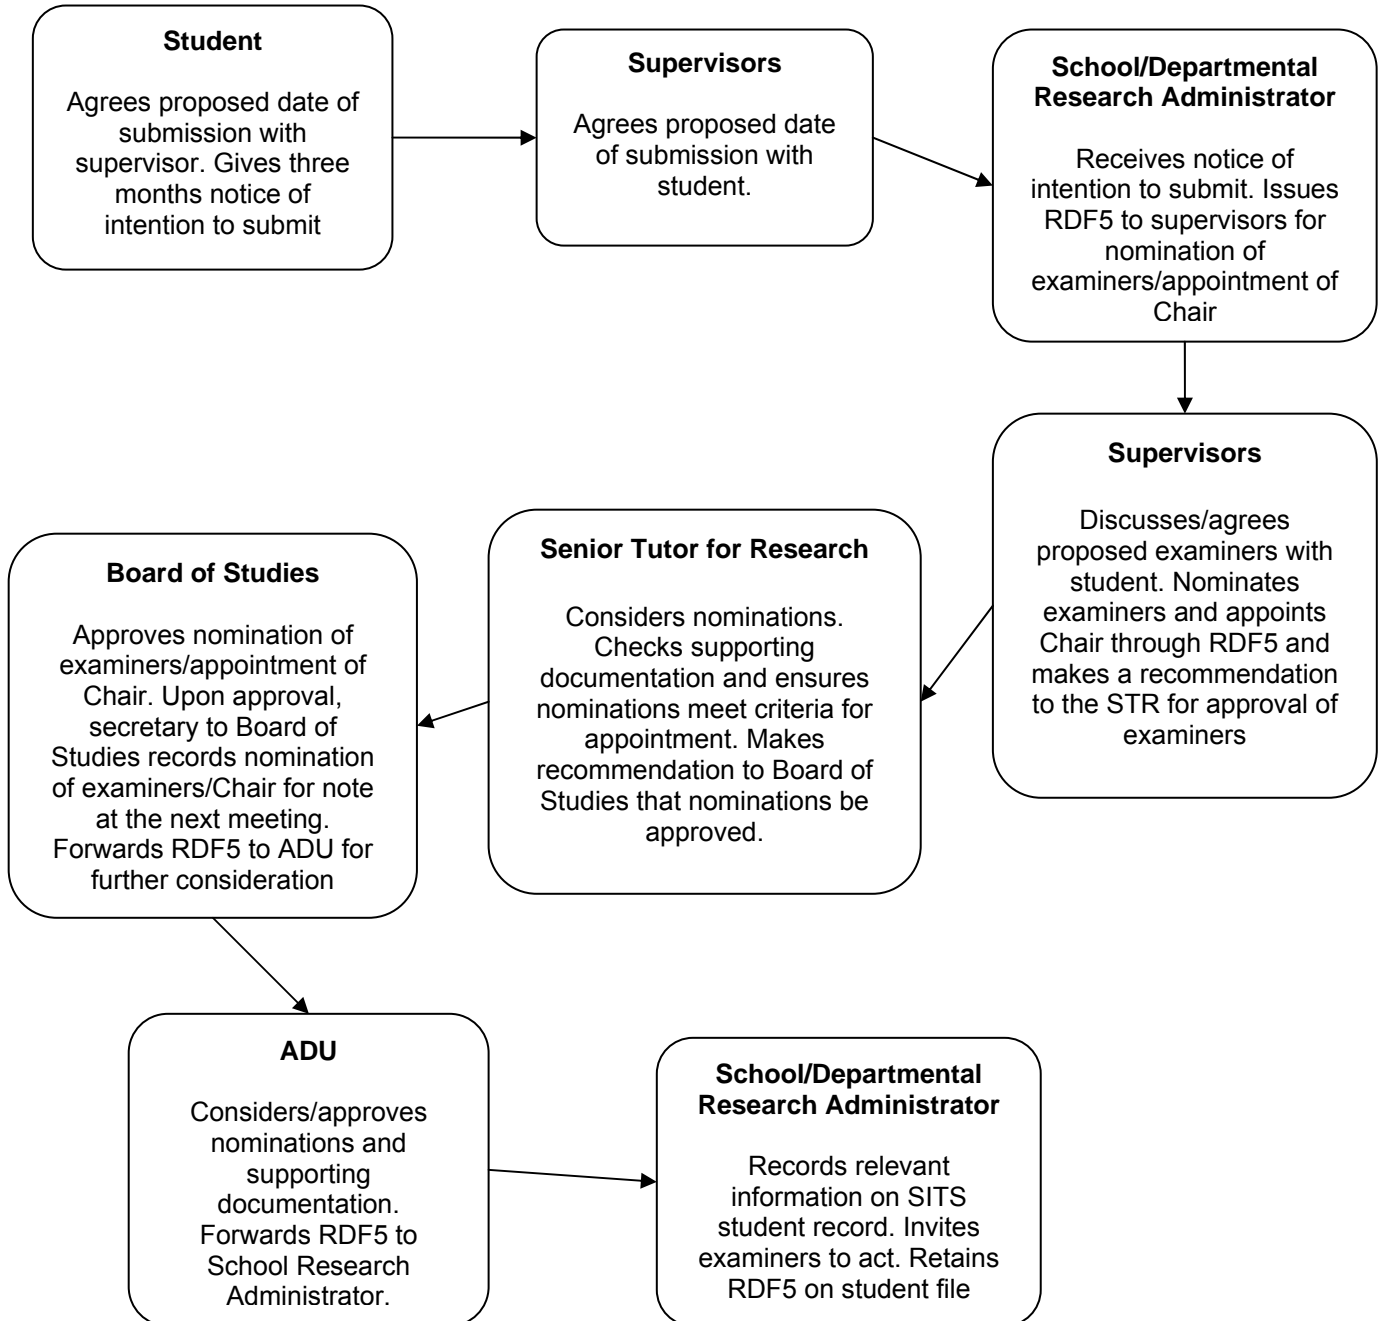 Student
Agrees proposed date of
submission with
supervisor. Gives three
months notice of
intention to submit
Supervisors
Agrees proposed date
of submission with
student.
School/Departmental
Research Administrator
Receives notice of
intention to submit. Issues
RDF5 to supervisors for
nomination of
examiners/appointment of
Chair
Supervisors
Discusses/agrees
proposed examiners with
student. Nominates
examiners and appoints
Chair through RDF5 and
makes a recommendation
to the STR for approval of
examiners
Senior Tutor for Research
Considers nominations.
Checks supporting
documentation and ensures
nominations meet criteria for
appointment. Makes
recommendation to Board of
Studies that nominations be
approved.
Board of Studies
Approves nomination of
examiners/appointment of
Chair. Upon approval,
secretary to Board of
Studies records nomination
of examiners/Chair for note
at the next meeting.
Forwards RDF5 to ADU for
further consideration
ADU
Considers/approves
nominations and
supporting
documentation.
Forwards RDF5 to
School Research
Administrator.
School/Departmental
Research Administrator
Records relevant
information on SITS
student record. Invites
examiners to act. Retains
RDF5 on student file